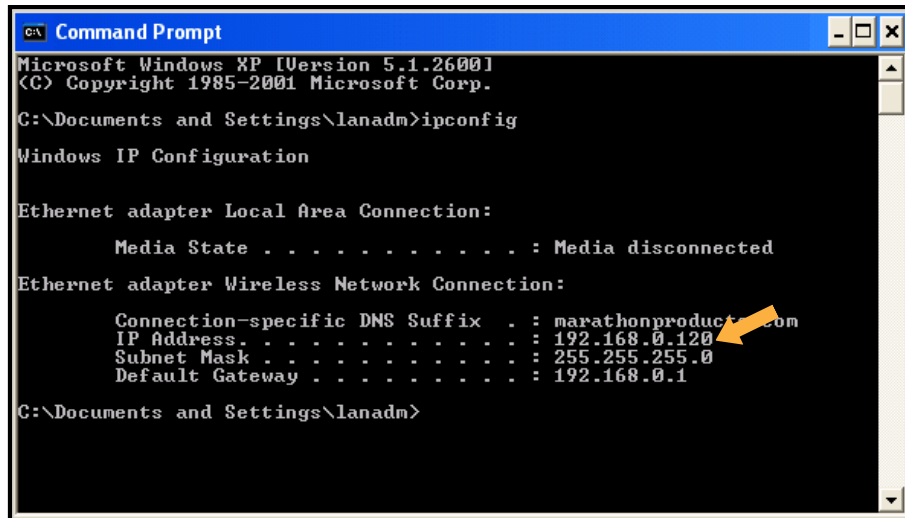 Command Prompt
Microsoft Windows XP [Version 5.1.2600]
(C) Copyright 1985-2001 Microsoft Corp.
C:\Documents and Settings\lanadm>ipconfig
Windows IP Configuration
Ethernet adapter Local Area Connection:
Media State . . . . . . . . . . . : Media disconnected
Ethernet adapter Wireless Network Connection:
Connection-specific DNS Suffix  . : marathonproducts.com
IP Address. . . . . . . . . . . . : 192.168.0.120
Subnet Mask . . . . . . . . . . . : 255.255.255.0
Default Gateway . . . . . . . . . : 192.168.0.1
C:\Documents and Settings\lanadm>